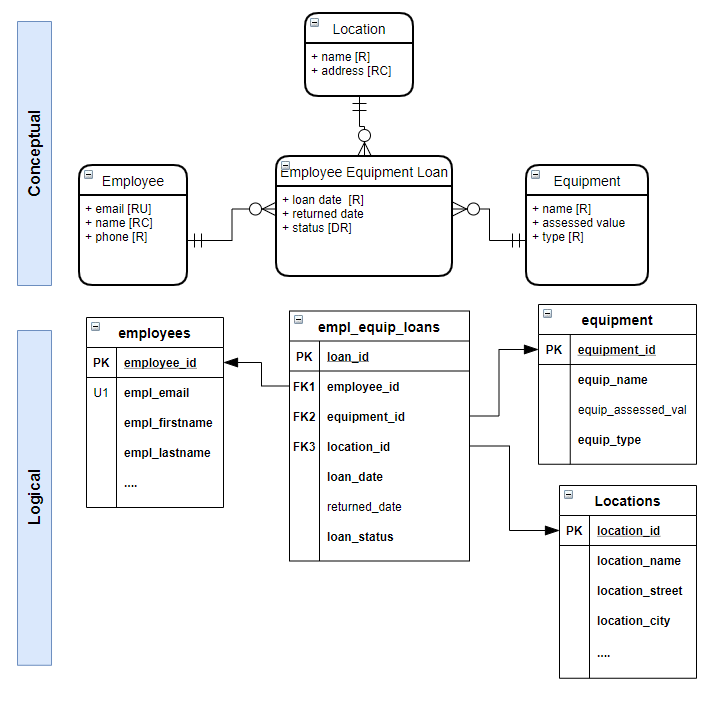 Conceptual
Location
+ name [R]
+ address [RC]
Employee
+ email [RU]
+ name [RC]
+ phone [R]
Employee Equipment Loan
+ loan date [R]
+ returned date
+ status [DR]
Equipment
+ name [R]
+ assessed value
+ type [R]
Logical
employees
PK employee_id
U1 empl_email
empl_firstname
empl_lastname
....
empl_equip_loans
PK loan_id
FK1 employee_id
FK2 equipment_id
FK3 location_id
loan_date
returned_date
loan_status
equipment
PK equipment_id
equip_name
equip_assessed_val
equip_type
Locations
PK location_id
location_name
location_street
location_city
....